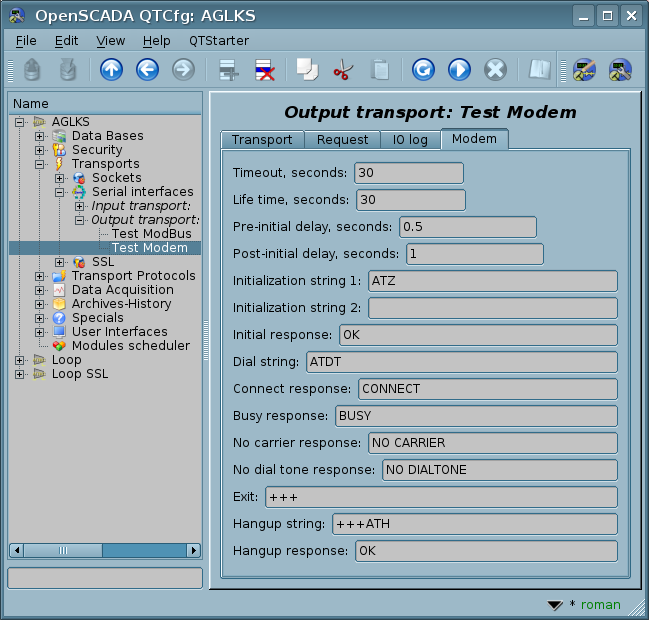 OpenSCADA QTCfg: AGLKS
File Edit View Help QTStarter
Name
AGLKS
Data Bases
Security
Transports
Sockets
Serial interfaces
Input transport:
Output transport:
Test ModBus
Test Modem
SSL
Transport Protocols
Data Acquisition
Archives-History
Specials
User Interfaces
Modules scheduler
Loop
Loop SSL
Output transport: Test Modem
Transport Request IO log Modem
Timeout, seconds: 30
Life time, seconds: 30
Pre-initial delay, seconds: 0.5
Post-initial delay, seconds: 1
Initialization string 1: ATZ
Initialization string 2:
Initial response: OK
Dial string: ATDT
Connect response: CONNECT
Busy response: BUSY
No carrier response: NO CARRIER
No dial tone response: NO DIALTONE
Exit: +++
Hangup string: +++ATH
Hangup response: OK
* roman